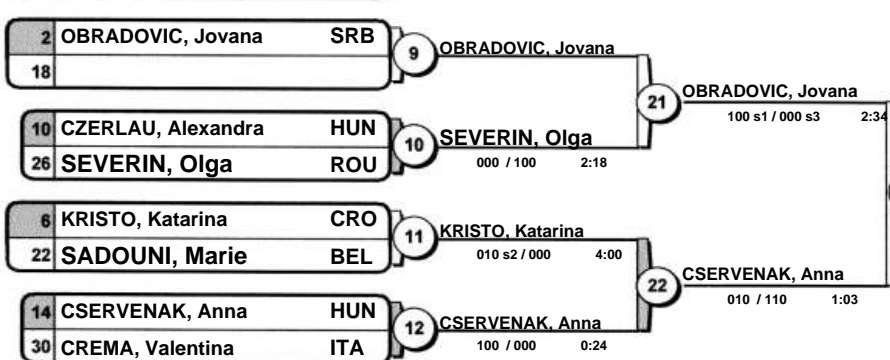 2 OBRADOVIC, Jovana SRB
18
9
OBRADOVIC, Jovana
10 CZERLAU, Alexandra HUN
26 SEVERIN, Olga ROU
10
SEVERIN, Olga
000 / 100 2:18
21
OBRADOVIC, Jovana
100 s1 / 000 s3 2:34
6 KRISTO, Katarina CRO
22 SADOUNI, Marie BEL
11
KRISTO, Katarina
010 s2 / 000 4:00
14 CSERVENAK, Anna HUN
30 CREMA, Valentina ITA
12
CSERVENAK, Anna
100 / 000 0:24
22
CSERVENAK, Anna
010 / 110 1:03